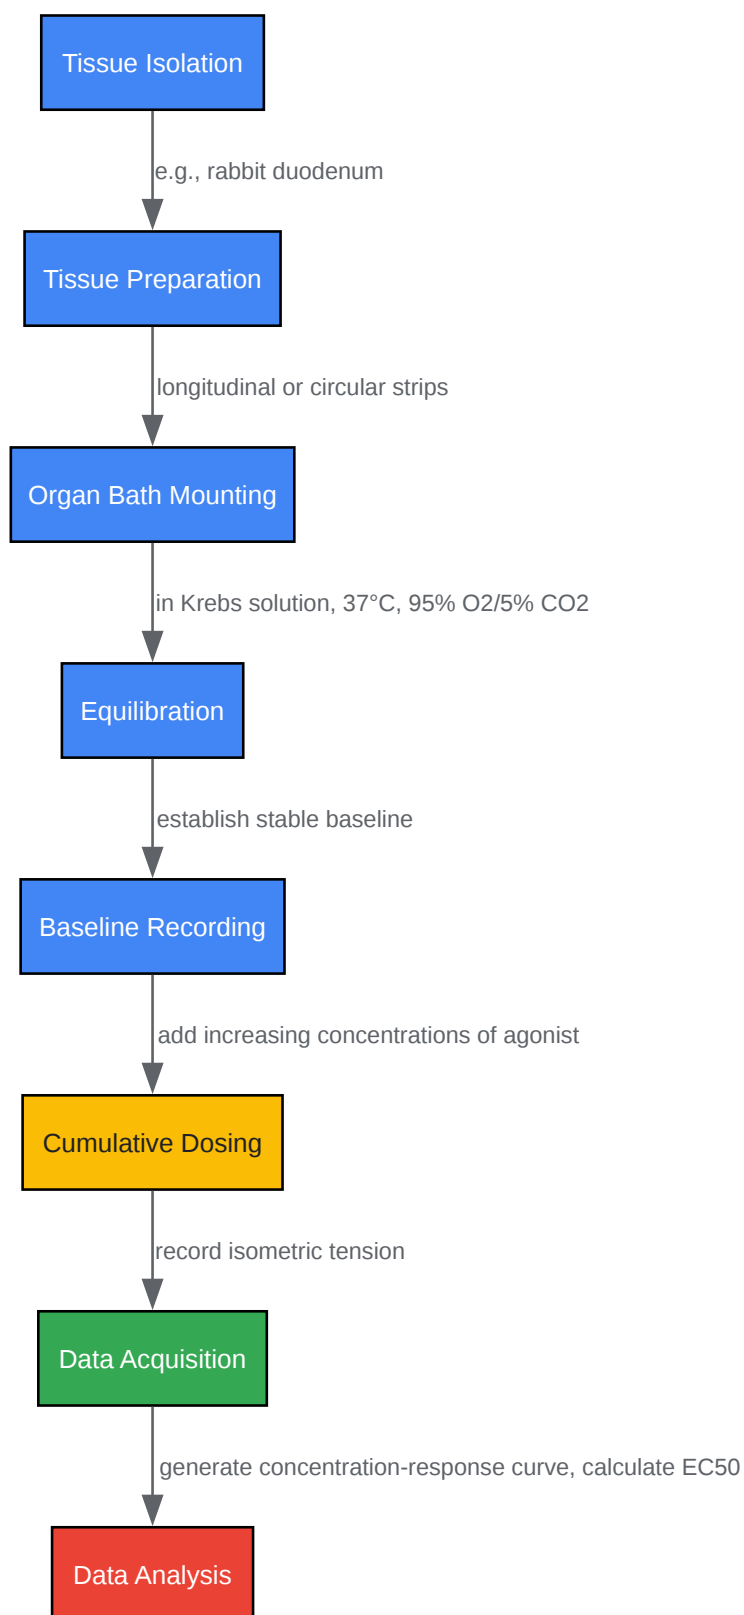 Tissue Isolation
e.g., rabbit duodenum
Tissue Preparation
longitudinal or circular strips
Organ Bath Mounting
in Krebs solution, 37°C, 95% O2/5% CO2
Equilibration
establish stable baseline
Baseline Recording
add increasing concentrations of agonist
Cumulative Dosing
record isometric tension
Data Acquisition
generate concentration-response curve, calculate EC50
Data Analysis